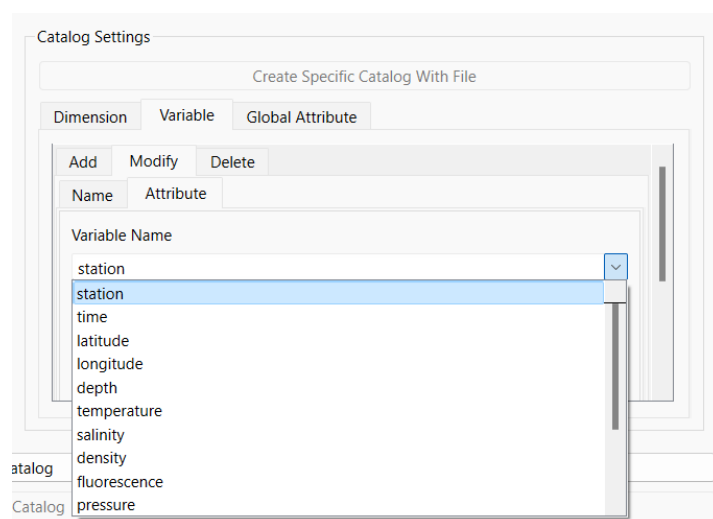 Catalog Settings
Create Specific Catalog With File
Dimension Variable Global Attribute
Add Modify Delete
Name Attribute
Variable Name
station
station
time
latitude
longitude
depth
temperature
salinity
density
fluorescence
pressure
atalog
Catalog